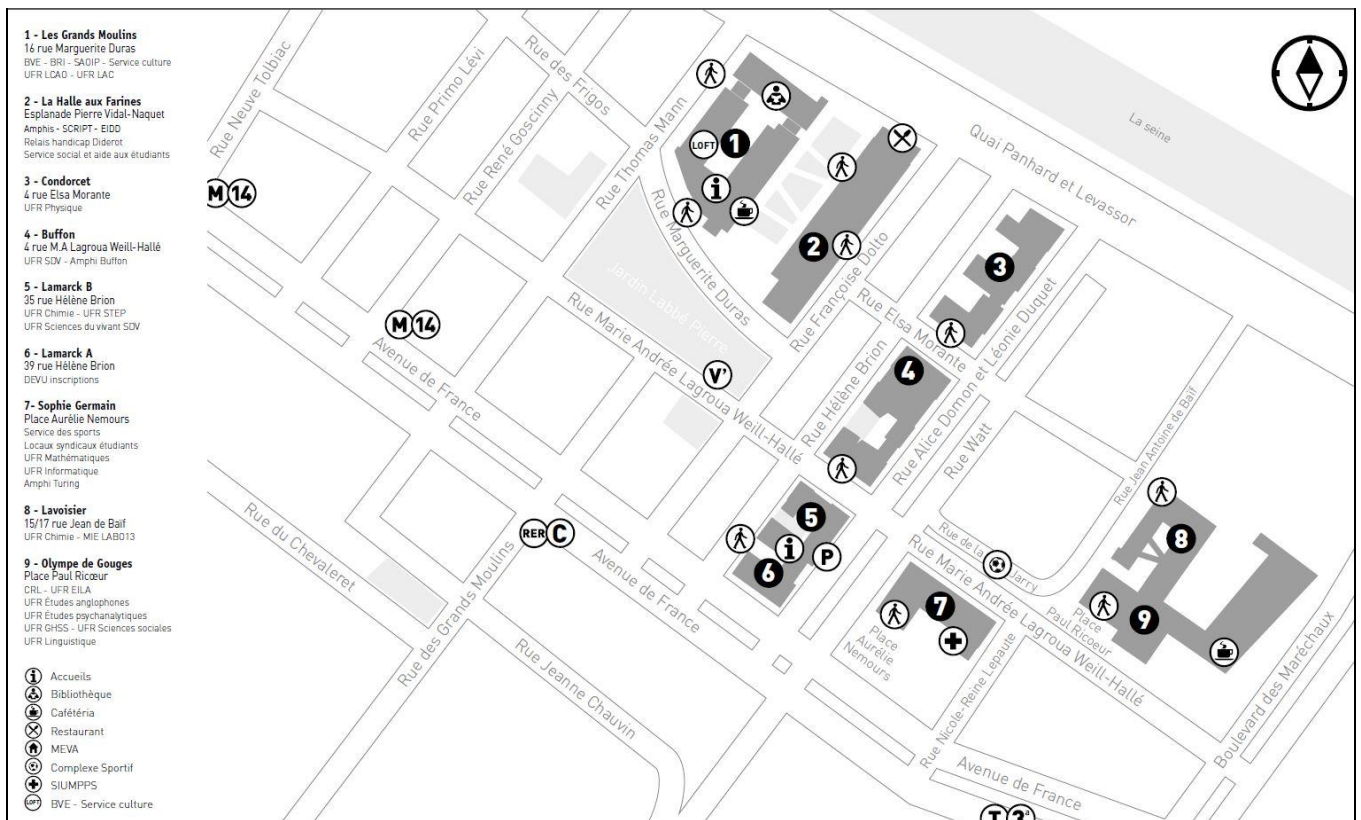 1 - Les Grands Moulins
16 rue Marguerite Duras
BVE - BRI - SAOIP - Service culture
UFR LCAO - UFR LAC
2 - La Halle aux Farines
Esplanade Pierre Vidal-Naquet
Amphis - SCRIPT - EIDD
Relais handicap Diderot
Service social et aide aux étudiants
3 - Condorcet
4 rue Elsa Morante
UFR Physique
4 - Buffon
4 rue M.A Lagroua Weill-Hallé
UFR SDV - Amphi Buffon
5 - Lamarck B
35 rue Hélène Brion
UFR Chimie - UFR STEP
UFR Sciences du vivant SDV
6 - Lamarck A
39 rue Hélène Brion
DEVU inscriptions
7- Sophie Germain
Place Aurélie Nemours
Service des sports
Locaux syndicaux étudiants
UFR Mathématiques
UFR Informatique
Amphi Turing
8 - Lavoisier
15/17 rue Jean de Baïf
UFR Chimie - MIE LABO13
9 - Olympe de Gouges
Place Paul Ricœur
CRL - UFR EILA
UFR Études anglophones
UFR Études psychanalytiques
UFR GHSS - UFR Sciences sociales
UFR Linguistique
i Accueils
Bibliothèque
Cafétéria
Restaurant
MEVA
Complexe Sportif
SIUMPPS
LOFT BVE - Service culture
Rue Neuve Tolbiac
Rue Primo Lévi
Rue des Frigos
Rue René Goscinny
Rue Thomas Mann
LOFT
1
i
Quai Panhard et Levassor
La seine
M 14
Rue Marguerite Duras
Jardin Labbé Pierre
2
Rue Françoise Dolto
3
Rue Elsa Morante
M 14
Avenue de France
Rue Marie Andrée Lagroua Weill-Hallé
V'
Rue Hélène Brion
4
Rue Alice Domon et Léonie Duquet
Rue Watt
Rue Jean Antoine de Baïf
Rue du Chevaleret
RER C
Rue des Grands Moulins
Avenue de France
5
i
P
6
Rue de la Jarry
Rue Marie Andrée Lagroua Weill-Hallé
8
7
Place
Aurélie
Nemours
Place
Paul Ricoeur
9
Rue Jeanne Chauvin
Rue Nicole-Reine Lepaute
Boulevard des Maréchaux
Avenue de France
T 3a